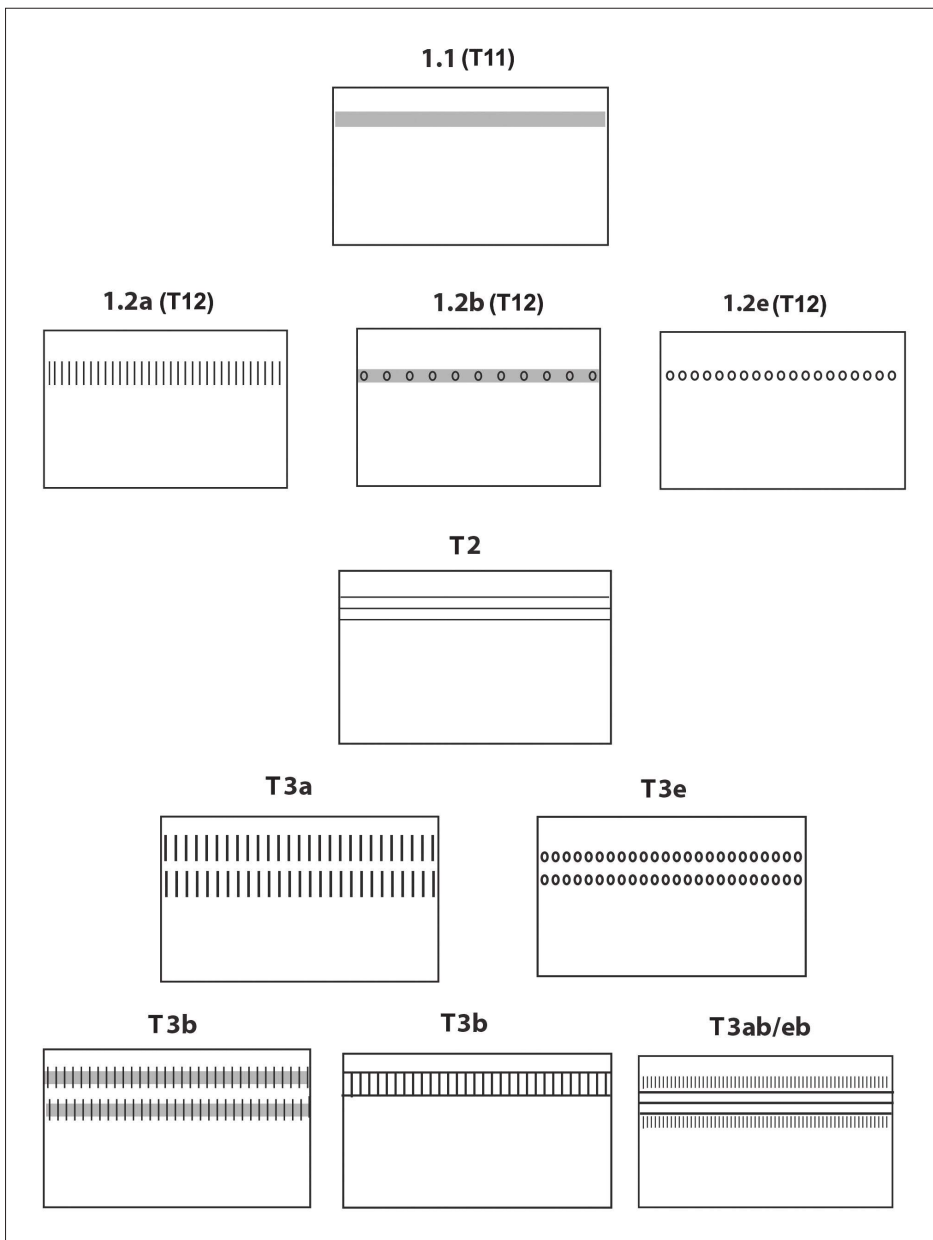 1.1 (T11)
1.2a (T12)
1.2b (T12)
1.2e (T12)
T2
T3a
T3e
T3b
T3b
T3ab/eb